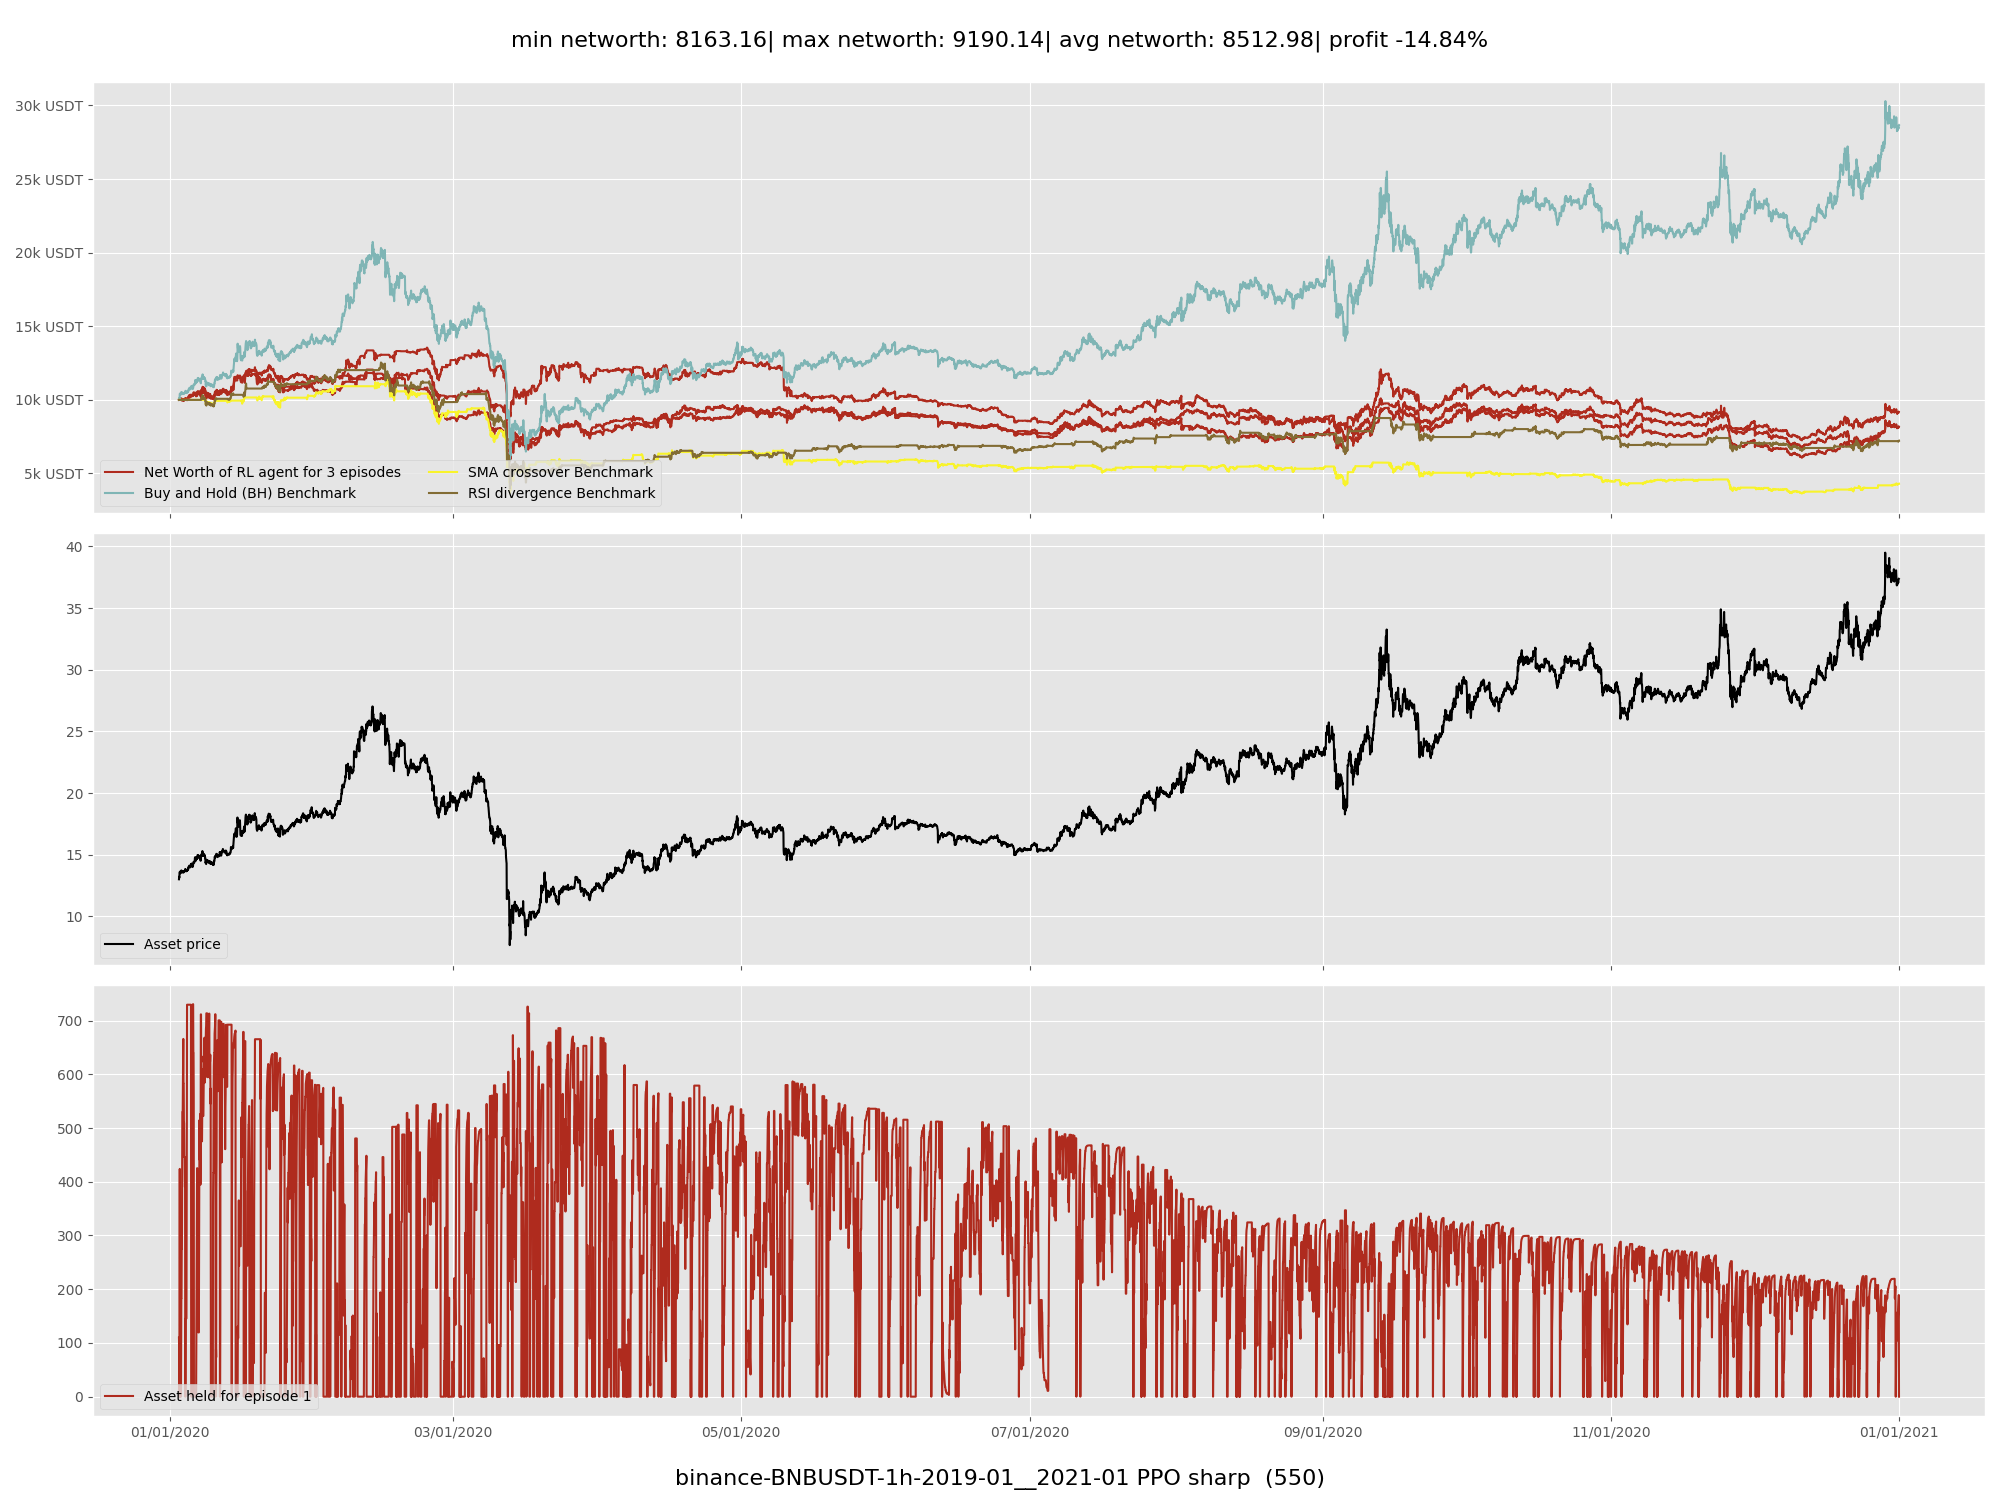 min networth: 8163.16| max networth: 9190.14| avg networth: 8512.98| profit -14.84%
30k USDT
25k USDT
20k USDT
15k USDT
10k USDT
5k USDT
Net Worth of RL agent for 3 episodes
Buy and Hold (BH) Benchmark
SMA crossover Benchmark
RSI divergence Benchmark
40
35
30
25
20
15
10
Asset price
700
600
500
400
300
200
100
0
Asset held for episode 1
01/01/2020 03/01/2020 05/01/2020 07/01/2020 09/01/2020 11/01/2020 01/01/2021
binance-BNBUSDT-1h-2019-01__2021-01 PPO sharp (550)